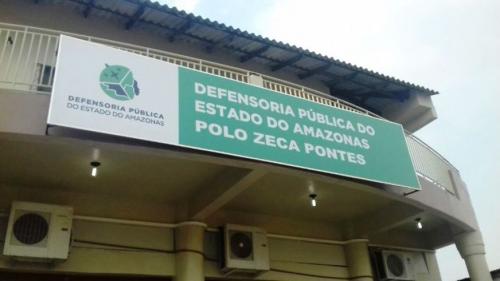 DEFENSORIA PÚBLICA
DO ESTADO DO AMAZONAS
DEFENSORIA PÚBLICA DO
ESTADO DO AMAZONAS
POLO ZECA PONTES